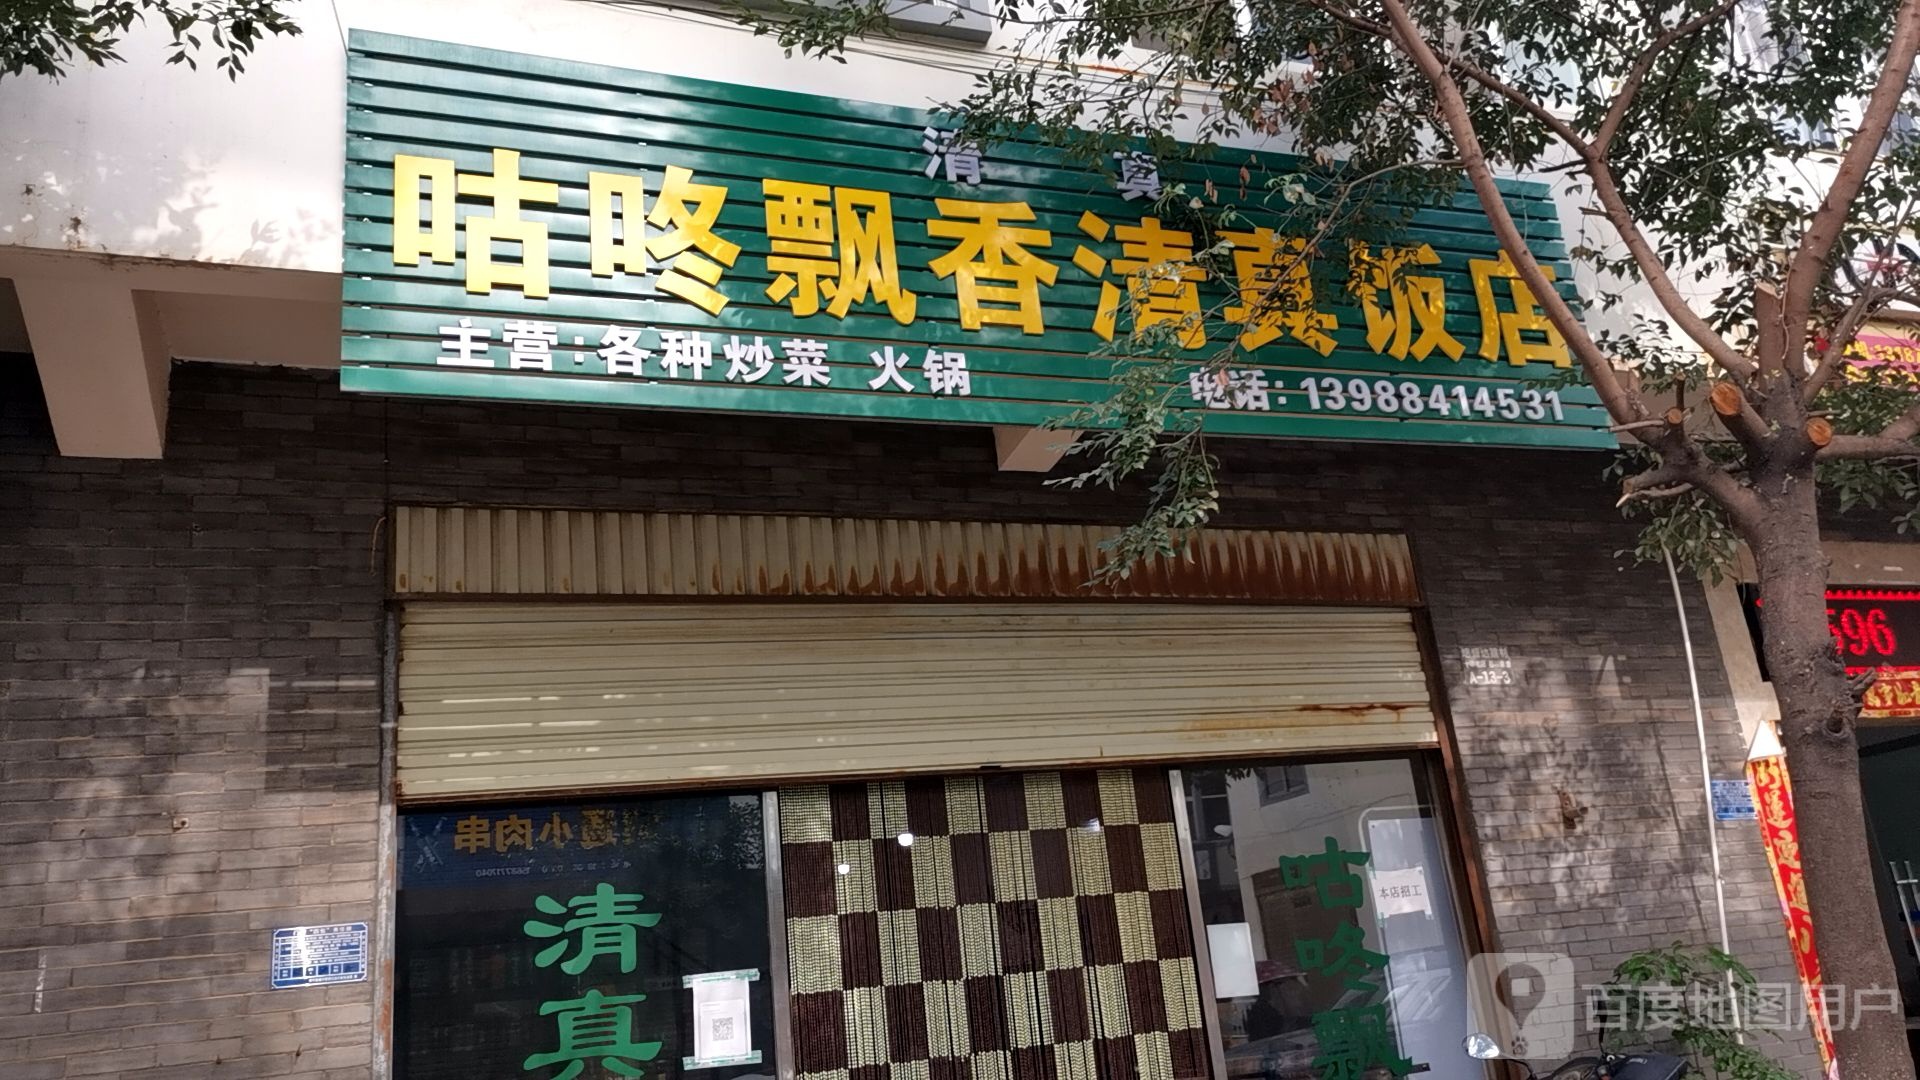 清 真
咕咚飘香清真饭店
主营:各种炒菜 火锅
电话:13988414531
596
A-13-3
小肉串
清真
咕咚飘
本店招工
百度地图用户